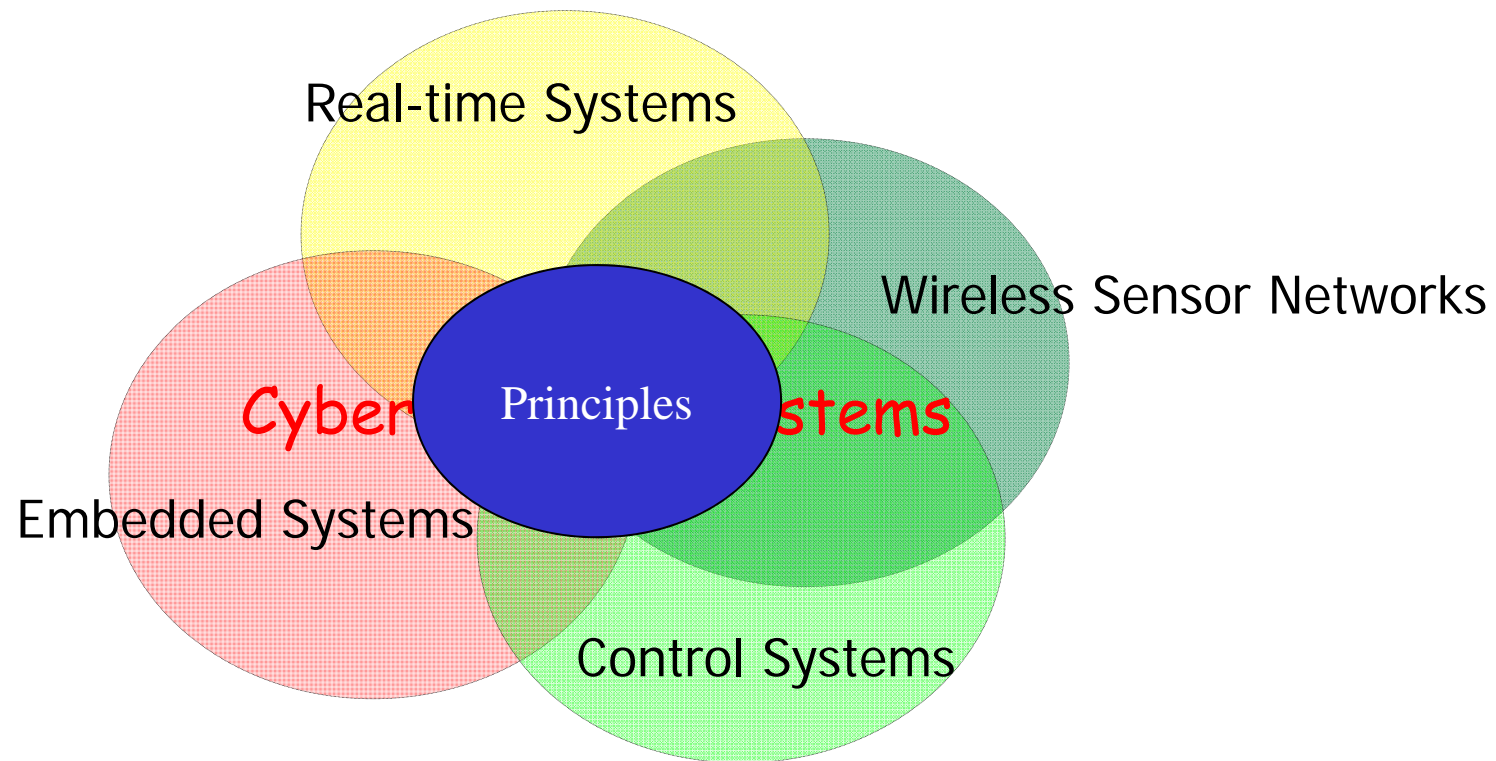 Real-time Systems
Wireless Sensor Networks
Cyber
Principles
stems
Embedded Systems
Control Systems